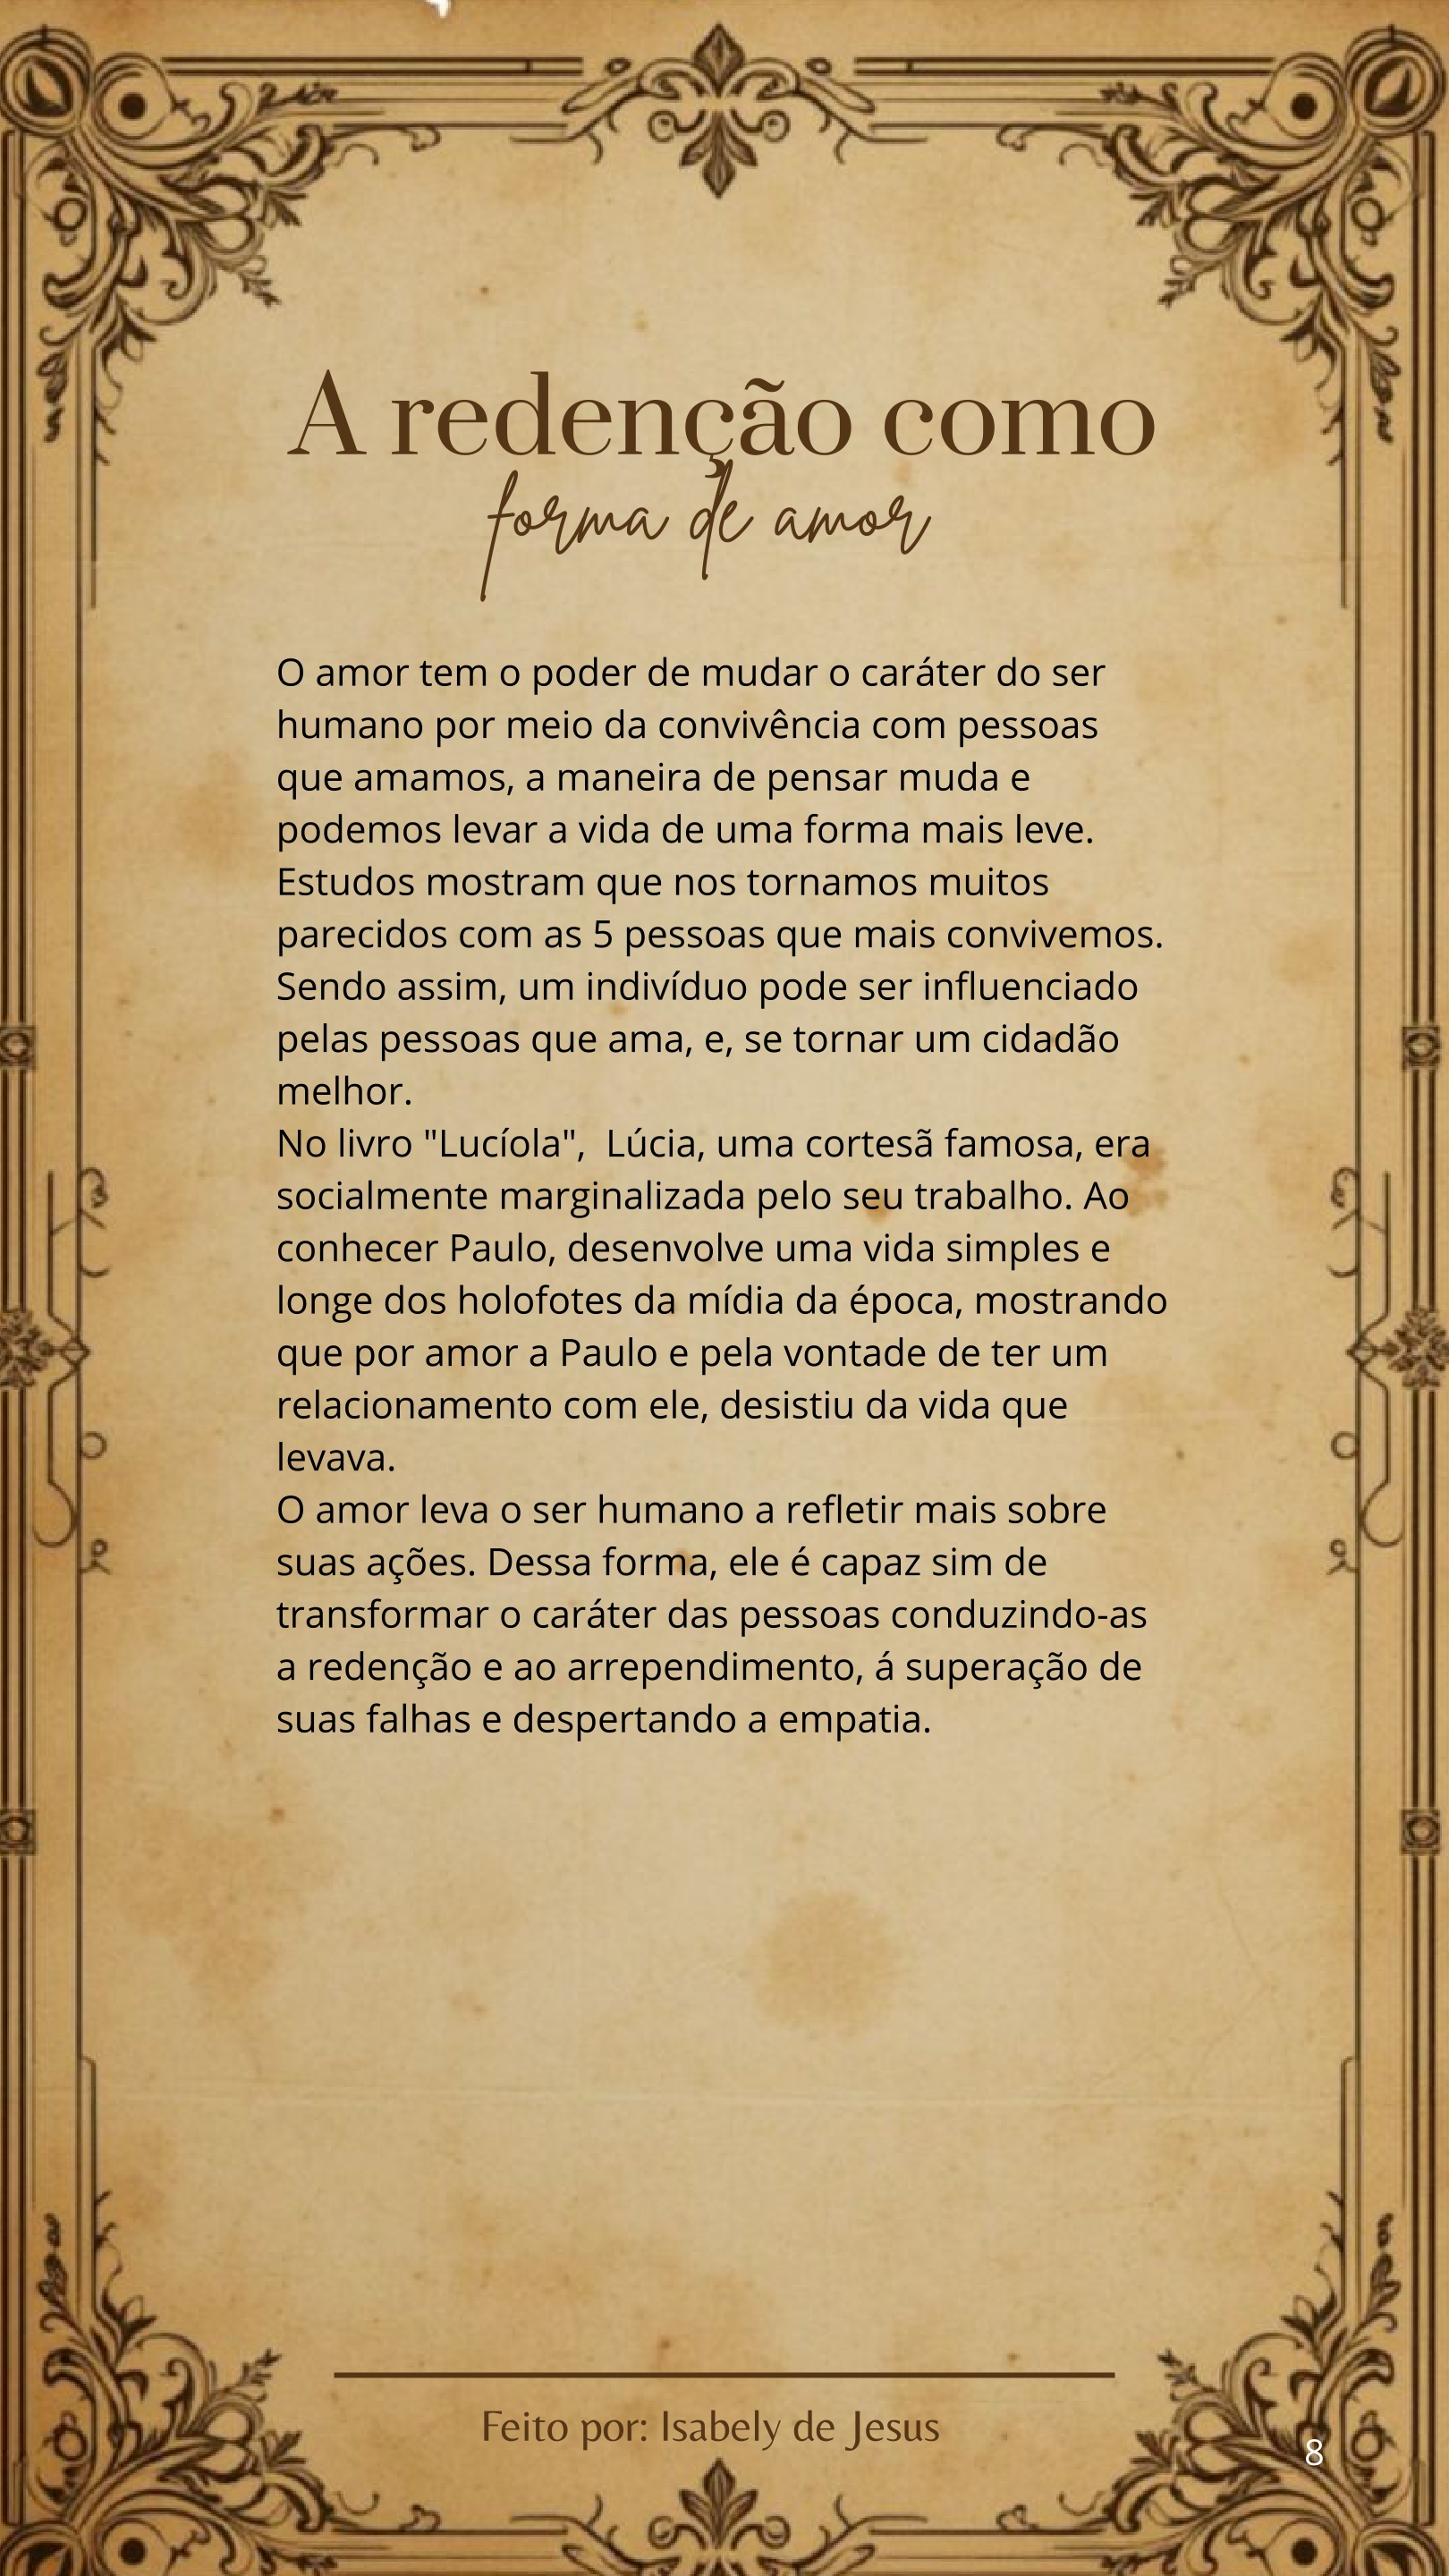 A redenção como
forma de amor
O amor tem o poder de mudar o caráter do ser
humano por meio da convivência com pessoas
que amamos, a maneira de pensar muda e
podemos levar a vida de uma forma mais leve.
Estudos mostram que nos tornamos muitos
parecidos com as 5 pessoas que mais convivemos.
Sendo assim, um indivíduo pode ser influenciado
pelas pessoas que ama, e, se tornar um cidadão
melhor.
No livro "Lucíola",  Lúcia, uma cortesã famosa, era
socialmente marginalizada pelo seu trabalho. Ao
conhecer Paulo, desenvolve uma vida simples e
longe dos holofotes da mídia da época, mostrando
que por amor a Paulo e pela vontade de ter um
relacionamento com ele, desistiu da vida que
levava.
O amor leva o ser humano a refletir mais sobre
suas ações. Dessa forma, ele é capaz sim de
transformar o caráter das pessoas conduzindo-as
a redenção e ao arrependimento, á superação de
suas falhas e despertando a empatia.
Feito por: Isabely de Jesus
8